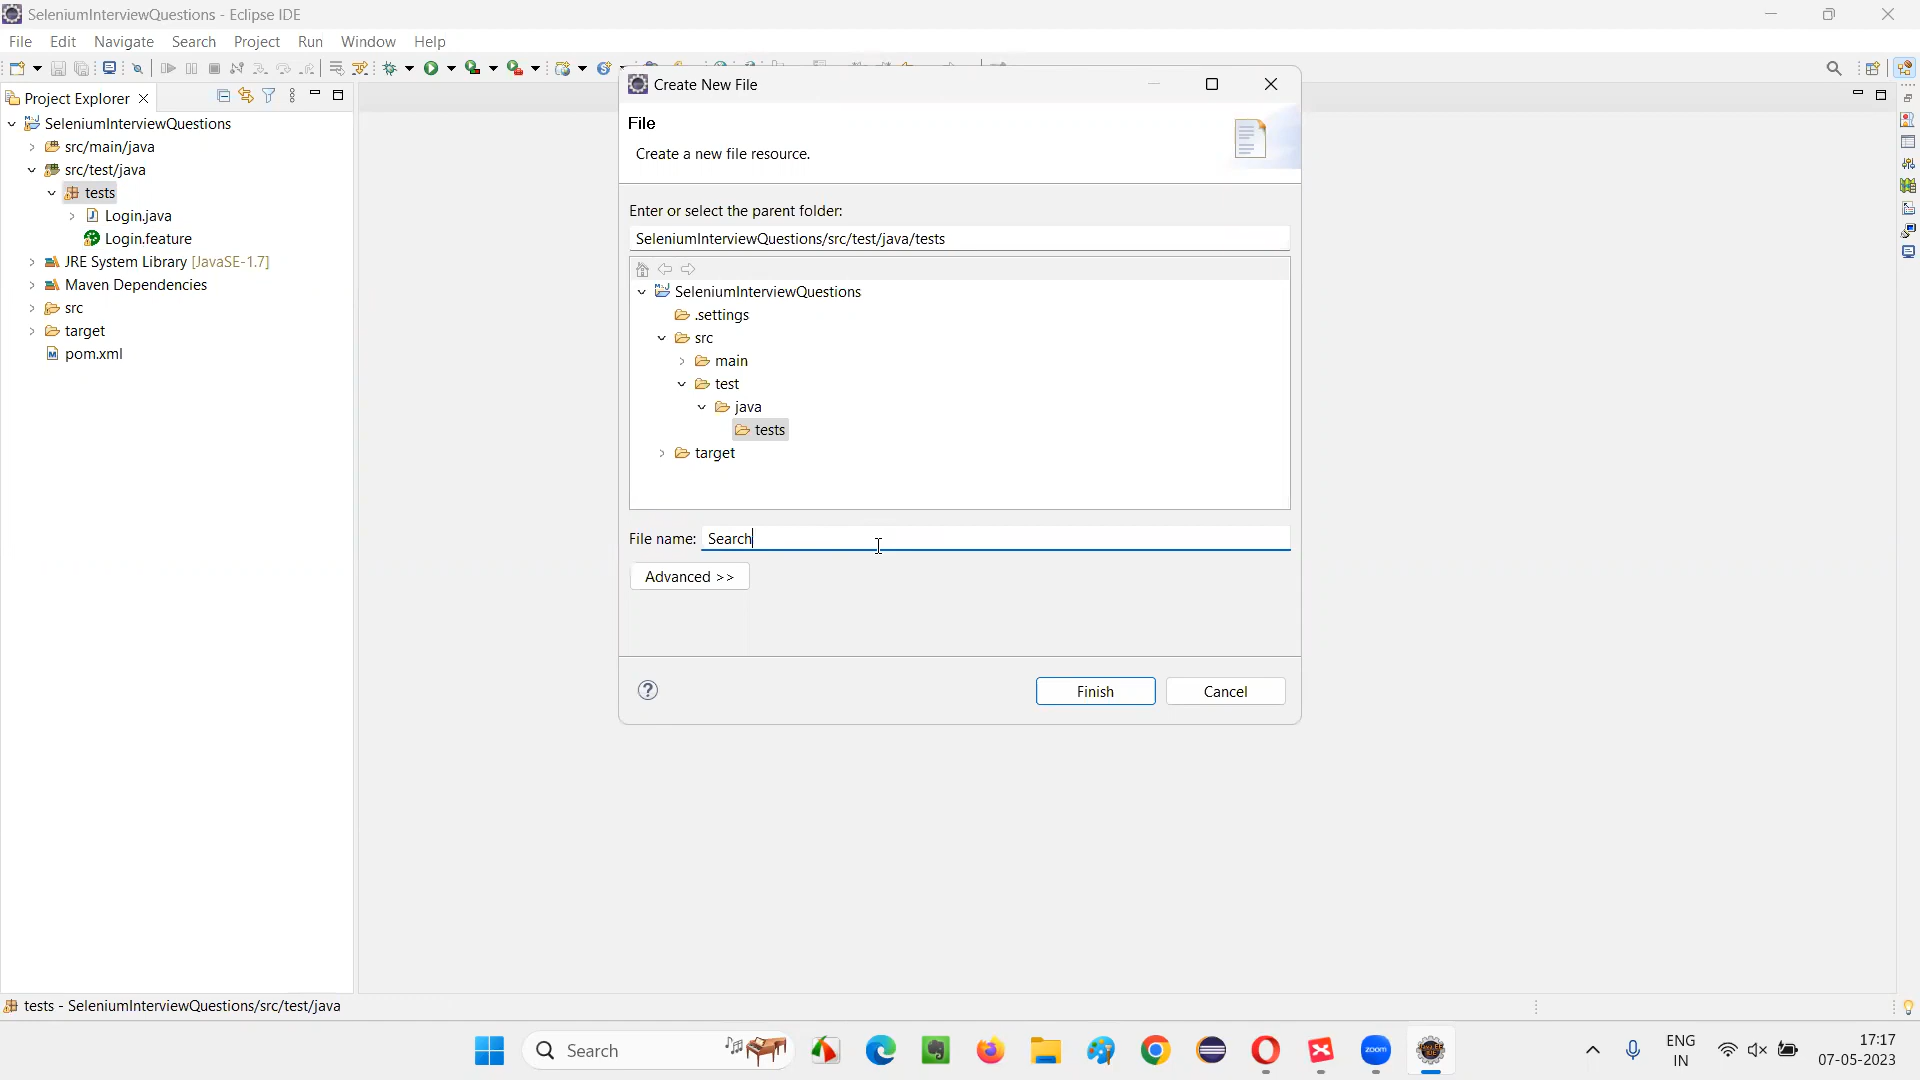 SeleniumInterviewQuestions - Eclipse IDE
File Edit Navigate Search Project Run Window Help
Project Explorer
SeleniumInterviewQuestions
src/main/java
src/test/java
tests
Login.java
Login.feature
JRE System Library [JavaSE-1.7]
Maven Dependencies
src
target
pom.xml
Create New File
File
Create a new file resource.
Enter or select the parent folder:
SeleniumInterviewQuestions/src/test/java/tests
SeleniumInterviewQuestions
.settings
src
main
test
java
tests
target
File name: Search
Advanced >>
Finish Cancel
tests - SeleniumInterviewQuestions/src/test/java
Search
zoom
ENG
IN
17:17
07-05-2023